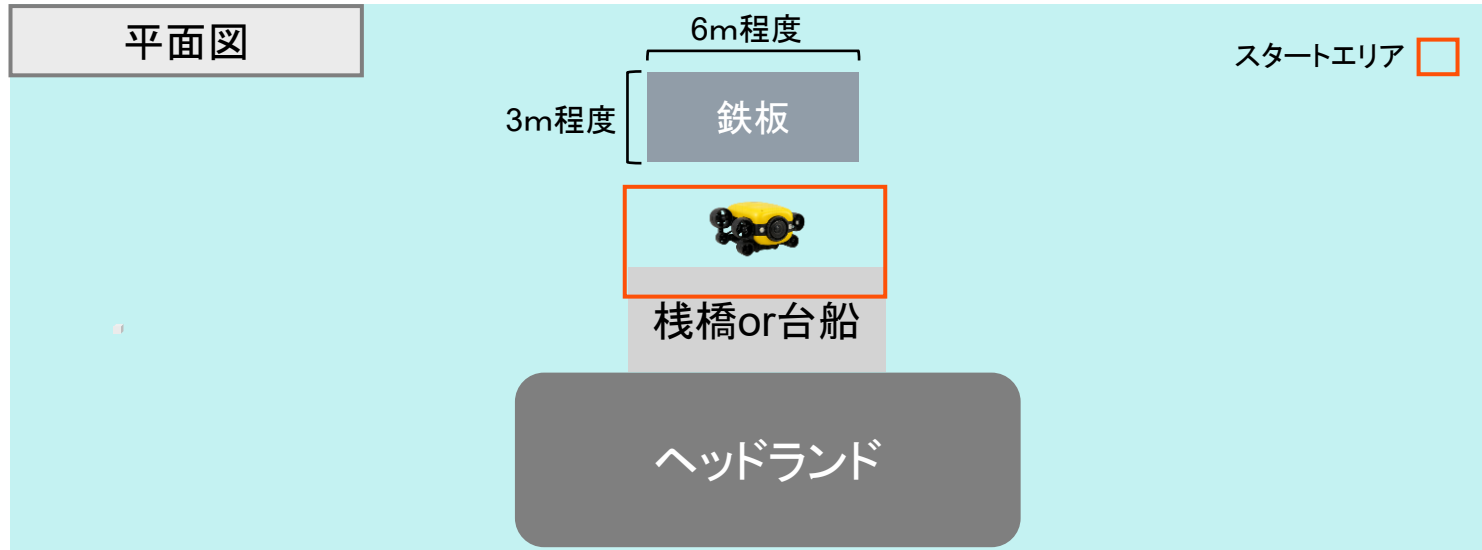 平面図
6m程度
スタートエリア
3m程度
鉄板
桟橋or台船
ヘッドランド